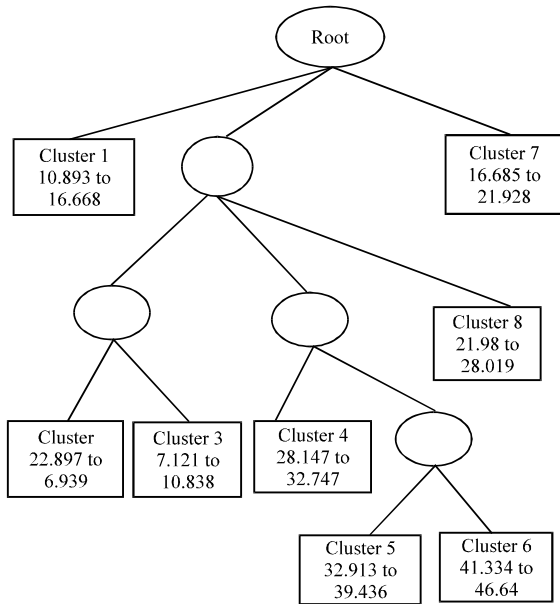 Root
Cluster 1
10.893 to
16.668
Cluster 7
16.685 to
21.928
Cluster 8
21.98 to
28.019
Cluster
22.897 to
6.939
Cluster 3
7.121 to
10.838
Cluster 4
28.147 to
32.747
Cluster 5
32.913 to
39.436
Cluster 6
41.334 to
46.64